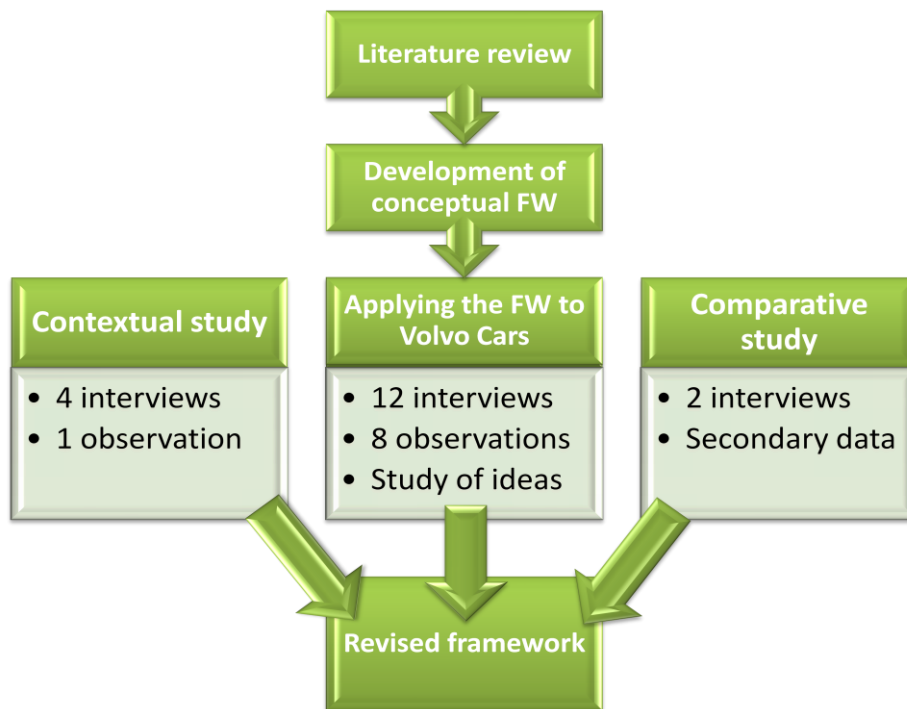 Literature review
Development of
conceptual FW
Contextual study
• 4 interviews
• 1 observation
Applying the FW to
Volvo Cars
• 12 interviews
• 8 observations
• Study of ideas
Comparative
study
• 2 interviews
• Secondary data
Revised framework